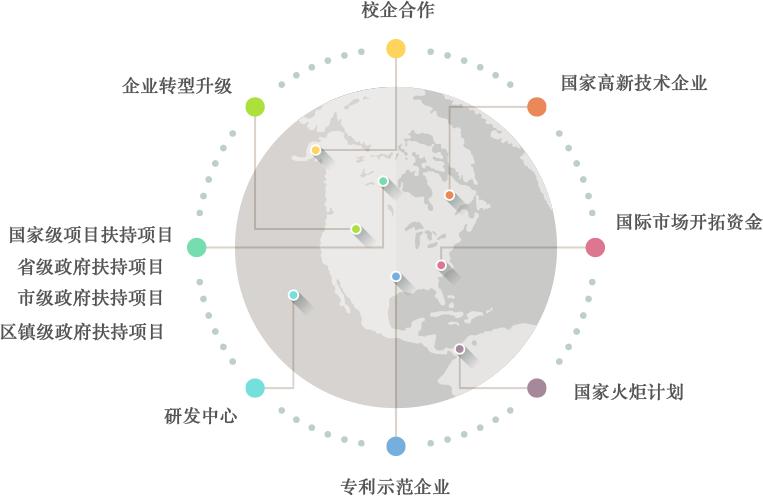 校企合作
企业转型升级
国家高新技术企业
国家级项目扶持项目
省级政府扶持项目
市级政府扶持项目
区镇级政府扶持项目
国际市场开拓资金
研发中心
国家火炬计划
专利示范企业